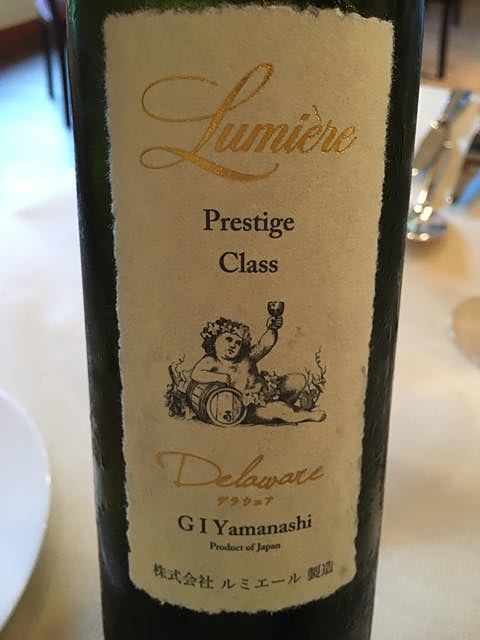 Lumière
Prestige
Class
Delaware
デラウェア
G I Yamanashi
Product of Japan
株式会社 ルミエール 製造